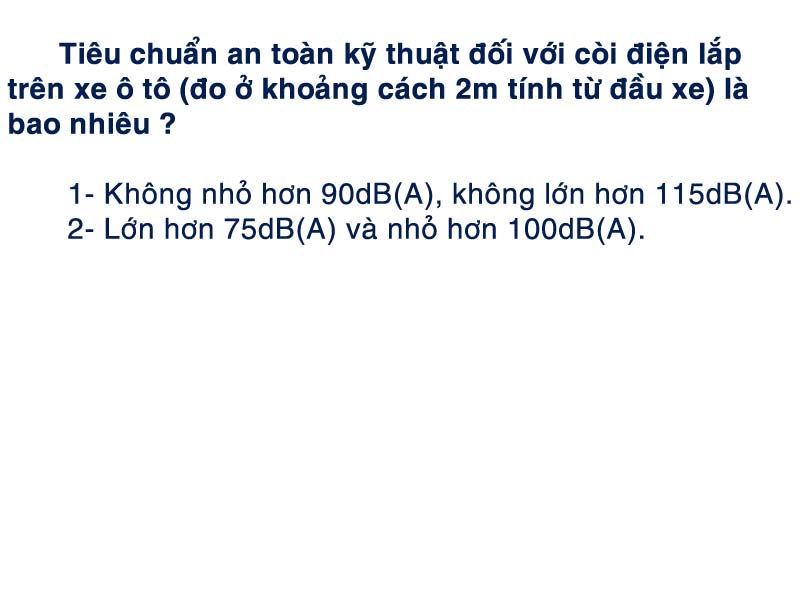 Tiêu chuẩn an toàn kỹ thuật đối với còi điện lắp
trên xe ô tô (đo ở khoảng cách 2m tính từ đầu xe) là
bao nhiêu ?
1- Không nhỏ hơn 90dB(A), không lớn hơn 115dB(A).
2- Lớn hơn 75dB(A) và nhỏ hơn 100dB(A).